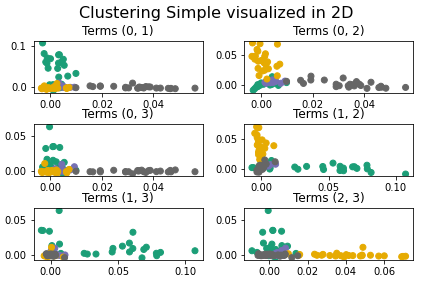 Clustering Simple visualized in 2D
Terms (0, 1)
Terms (0, 2)
0.1
0.0
0.00 0.02 0.04
0.05
0.00
0.00 0.02 0.04
Terms (0, 3)
Terms (1, 2)
0.05
0.00
0.00 0.02 0.04
0.05
0.00
0.00 0.05 0.10
Terms (1, 3)
Terms (2, 3)
0.05
0.00
0.00 0.05 0.10
0.05
0.00
0.00 0.02 0.04 0.06